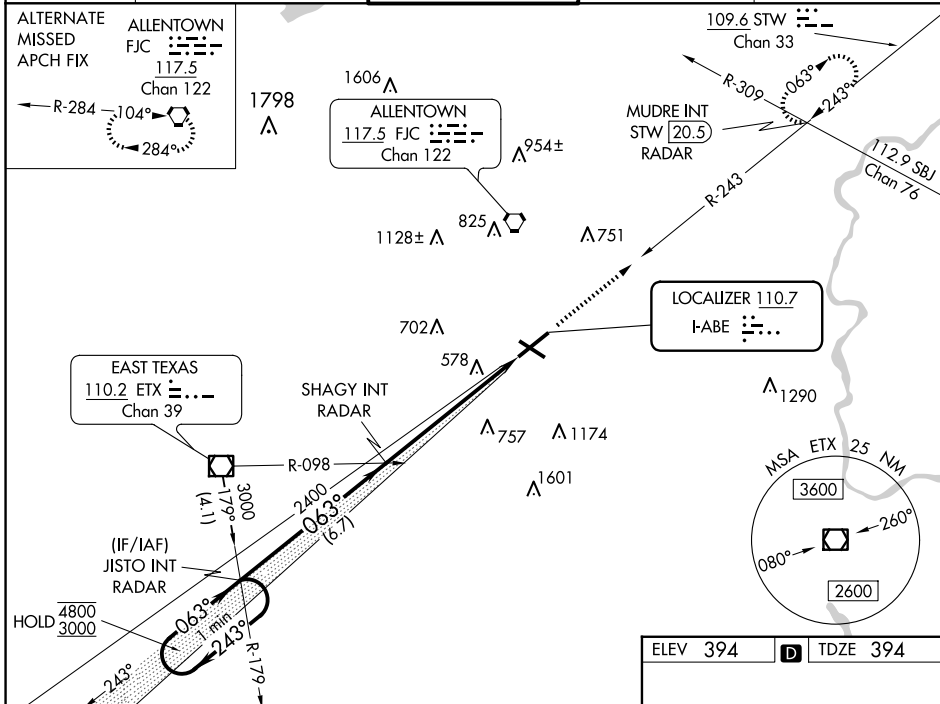 ALTERNATE
MISSED
APCH FIX
ALLENTOWN
FJC
117.5
Chan 122
R-284
104°
284°
1798
1606
ALLENTOWN
117.5 FJC
Chan 122
954±
825
1128±
751
109.6 STW
Chan 33
R-309
063°
243°
MUDRE INT
STW 20.5
RADAR
112.9 SBJ
Chan 76
R-243
LOCALIZER 110.7
I-ABE
702
578
EAST TEXAS
110.2 ETX
Chan 39
SHAGY INT
RADAR
1290
757
1174
1601
R-098
3000
179°
(4.1)
2400
063°
(6.7)
(IF/IAF)
JISTO INT
RADAR
HOLD 4800
3000
063°
1 min
243°
243°
R-179
MSA ETX 25 NM
3600
260°
080°
2600
ELEV 394 D TDZE 394